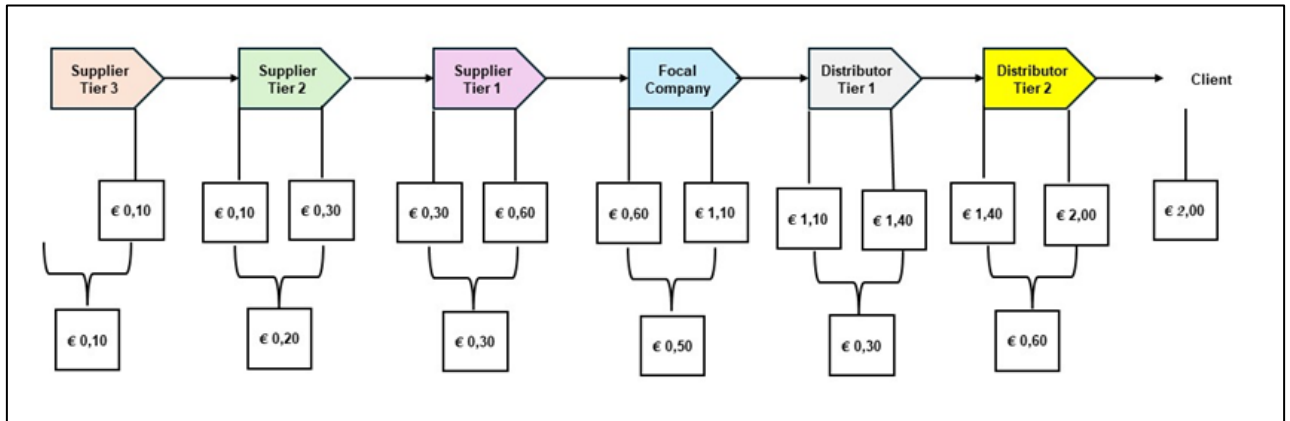 Supplier
Tier 3
Supplier
Tier 2
Supplier
Tier 1
Focal
Company
Distributor
Tier 1
Distributor
Tier 2
Client
€ 0,10
€ 0,10
€ 0,30
€ 0,30
€ 0,60
€ 0,60
€ 1,10
€ 1,10
€ 1,40
€ 1,40
€ 2,00
€ 2,00
€ 0,10
€ 0,20
€ 0,30
€ 0,50
€ 0,30
€ 0,60